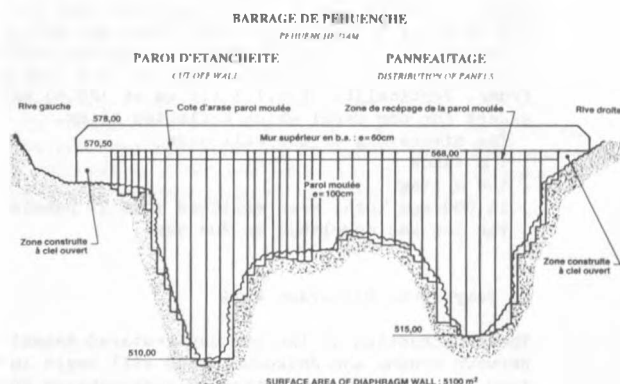 BARRAGE DE PEHUENCHE
PEHUENCHE DAM
PAROI D'ETANCHEITE
CUT OFF WALL
PANNEAUTAGE
DISTRIBUTION OF PANELS
Rive gauche
Cote d'arase paroi moulée
Zone de recépage de la paroi moulée
Rive droite
578,00
Mur supérieur en b.a. : e=60cm
570,50
568,00
Paroi moulée
e=100cm
Zone construite
à ciel ouvert
Zone construite
à ciel ouvert
515,00
510,00
SURFACE AREA OF DIAPHRAGM WALL : 5100 m²